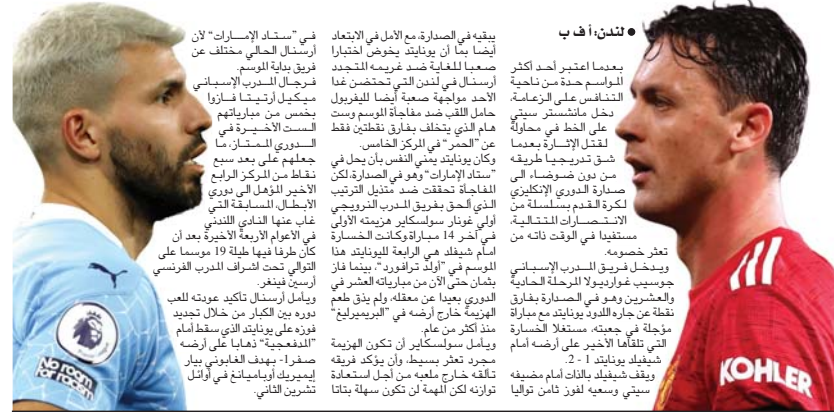 ● لندن: أ ف ب
بعدما اعتبر أحد أكثر
المواسم حدة من ناحية
التنافس على الزعامة،
دخل مانشستر سيتي
على الخط في محاولة
لقتل الإثارة بعدما
شق تدريجيا طريقه
من دون ضوضاء الى
صدارة الدوري الإنكليزي
لكرة القدم بسلسلة من
الانتصارات المتتالية،
مستفيدا في الوقت ذاته من
تعثر خصومه.
ويدخل فريق المدرب الإسباني
جوسيب غوارديولا المرحلة الحادية
والعشرين وهو في الصدارة بفارق
نقطة عن جاره اللدود يونايتد مع مباراة
مؤجلة في جعبته، مستغلا الخسارة
التي تلقاها الأخير على أرضه أمام
شيفيلد يونايتد 1 - 2.
ويقف شيفيلد بالذات أمام مضيفه
سيتي وسعيه لفوز ثامن تواليا
يبقيه في الصدارة، مع الأمل في الابتعاد
أيضا بما أن يونايتد يخوض اختبارا
صعبا للغاية ضد غريمه المتجدد
أرسنال في لندن التي تحتضن غدا
الأحد مواجهة صعبة أيضا لليفربول
حامل اللقب ضد مفاجأة الموسم وست
هام الذي يتخلف بفارق نقطتين فقط
عن "الحمر" في المركز الخامس.
وكان يونايتد يمني النفس بأن يحل في
"ستاد الإمارات" وهو في الصدارة، لكن
المفاجأة تحققت ضد متذيل الترتيب
الذي ألحق بفريق المدرب النرويجي
أولي غونار سولسكاير هزيمته الأولى
في آخر 14 مباراة وكانت الخسارة
امام شيفلد هي الرابعة لليونايتد هذا
الموسم في "أولد ترافورد"، بينما فاز
بثمان حتى الآن من مبارياته العشر في
الدوري بعيدا عن معقله، ولم يذق طعم
الهزيمة خارج أرضه في "البريميرليغ"
منذ أكثر من عام.
ويأمل سولسكاير أن تكون الهزيمة
مجرد تعثر بسيط، وأن يؤكد فريقه
تألقه خارج ملعبه من أجل استعادة
توازنه لكن المهمة لن تكون سهلة بتاتا
في "ستاد الإمارات" لأن
أرسنال الحالي مختلف عن
فريق بداية الموسم.
فرجال المدرب الإسباني
ميكيل أرتيتا فازوا
بخمس من مبارياتهم
الست الأخيرة في
الدوري الممتاز، ما
جعلهم على بعد سبع
نقاط من المركز الرابع
الأخير المؤهل الى دوري
الأبطال، المسابقة التي
غاب عنها النادي اللندني
في الأعوام الأربعة الأخيرة بعد أن
كان طرفا فيها طيلة 19 موسما على
التوالي تحت اشراف المدرب الفرنسي
أرسين فينغر.
ويأمل أرسنال تأكيد عودته للعب
دوره بين الكبار من خلال تجديد
فوزه على يونايتد الذي سقط أمام
"المدفعجية" ذهابا على أرضه
صفر-1 بهدف الغابوني بيار
إيميريك أوباميانغ في أوائل
تشرين الثاني.
No room for racism
KOHLER